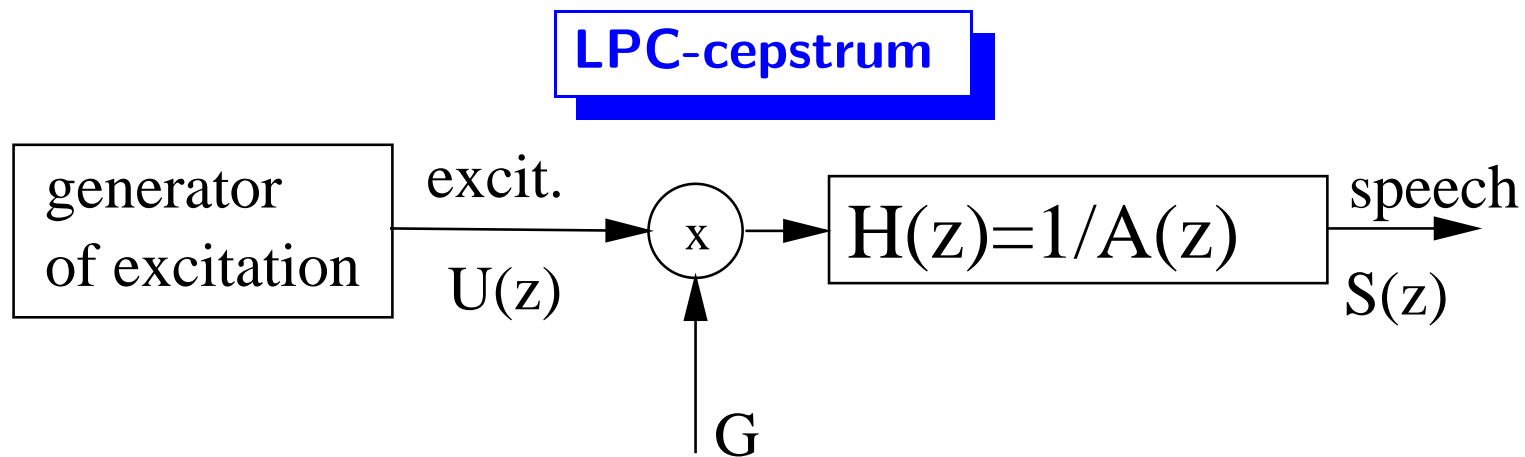 LPC-cepstrum
generator
of excitation
excit.
U(z)
x
G
H(z)=1/A(z)
speech
S(z)